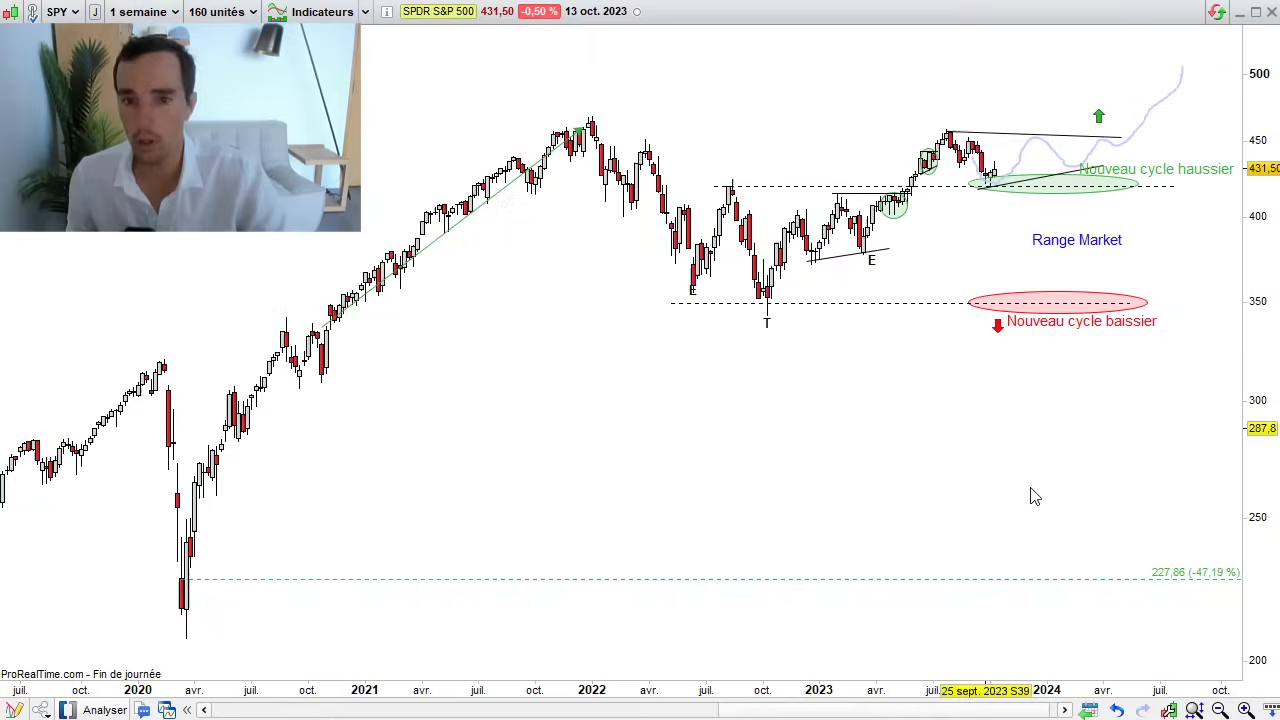 SPY J 1 semaine 160 unités Indicateurs SPDR S&P 500 431,50 -0,50 % 13 oct. 2023
500
450
Nouveau cycle haussier
431,50
400
Range Market
E
E
350
T
Nouveau cycle baissier
300
287,8
250
227,86 (-47,19 %)
200
ProRealTime.com - Fin de journée
juil. oct. 2020 avr. juil. oct. 2021 avr. juil. oct. 2022 avr. juil. oct. 2023 avr. juil. 25 sept. 2023 S39 2024 avr. juil. oct.
Analyser